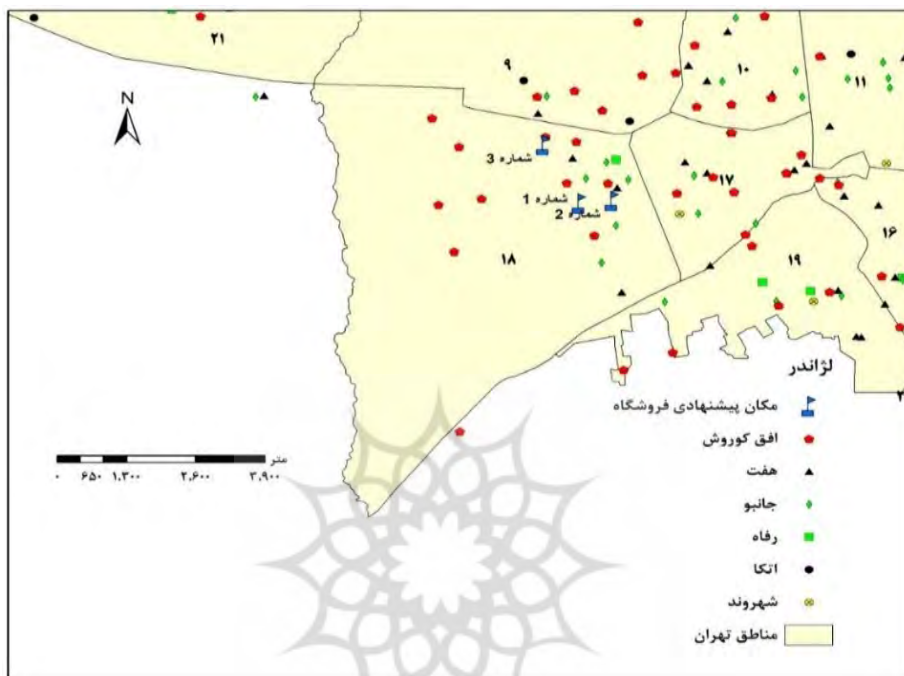 ۲۱
۹
۱۰
۱۱
N
شماره 3
۱۷
شماره 1
شماره 2
۱۶
۱۸
۱۹
لژاندر
مکان پیشنهادی فروشگاه
افق کوروش
هفت
جانبو
رفاه
اتکا
شهروند
مناطق تهران
متر
۰ ۶۵۰ ۱,۳۰۰ ۲,۶۰۰ ۳,۹۰۰